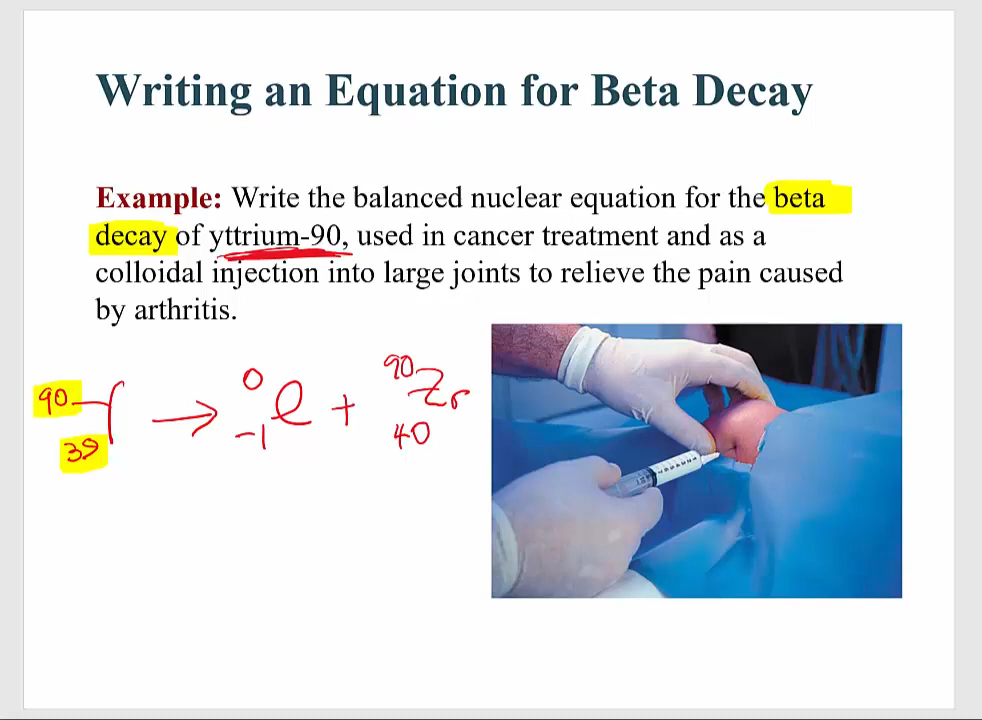 Writing an Equation for Beta Decay
Example: Write the balanced nuclear equation for the beta
decay of yttrium-90, used in cancer treatment and as a
colloidal injection into large joints to relieve the pain caused
by arthritis.
90 39 Y → 0 -1 e + 90 40 Zr